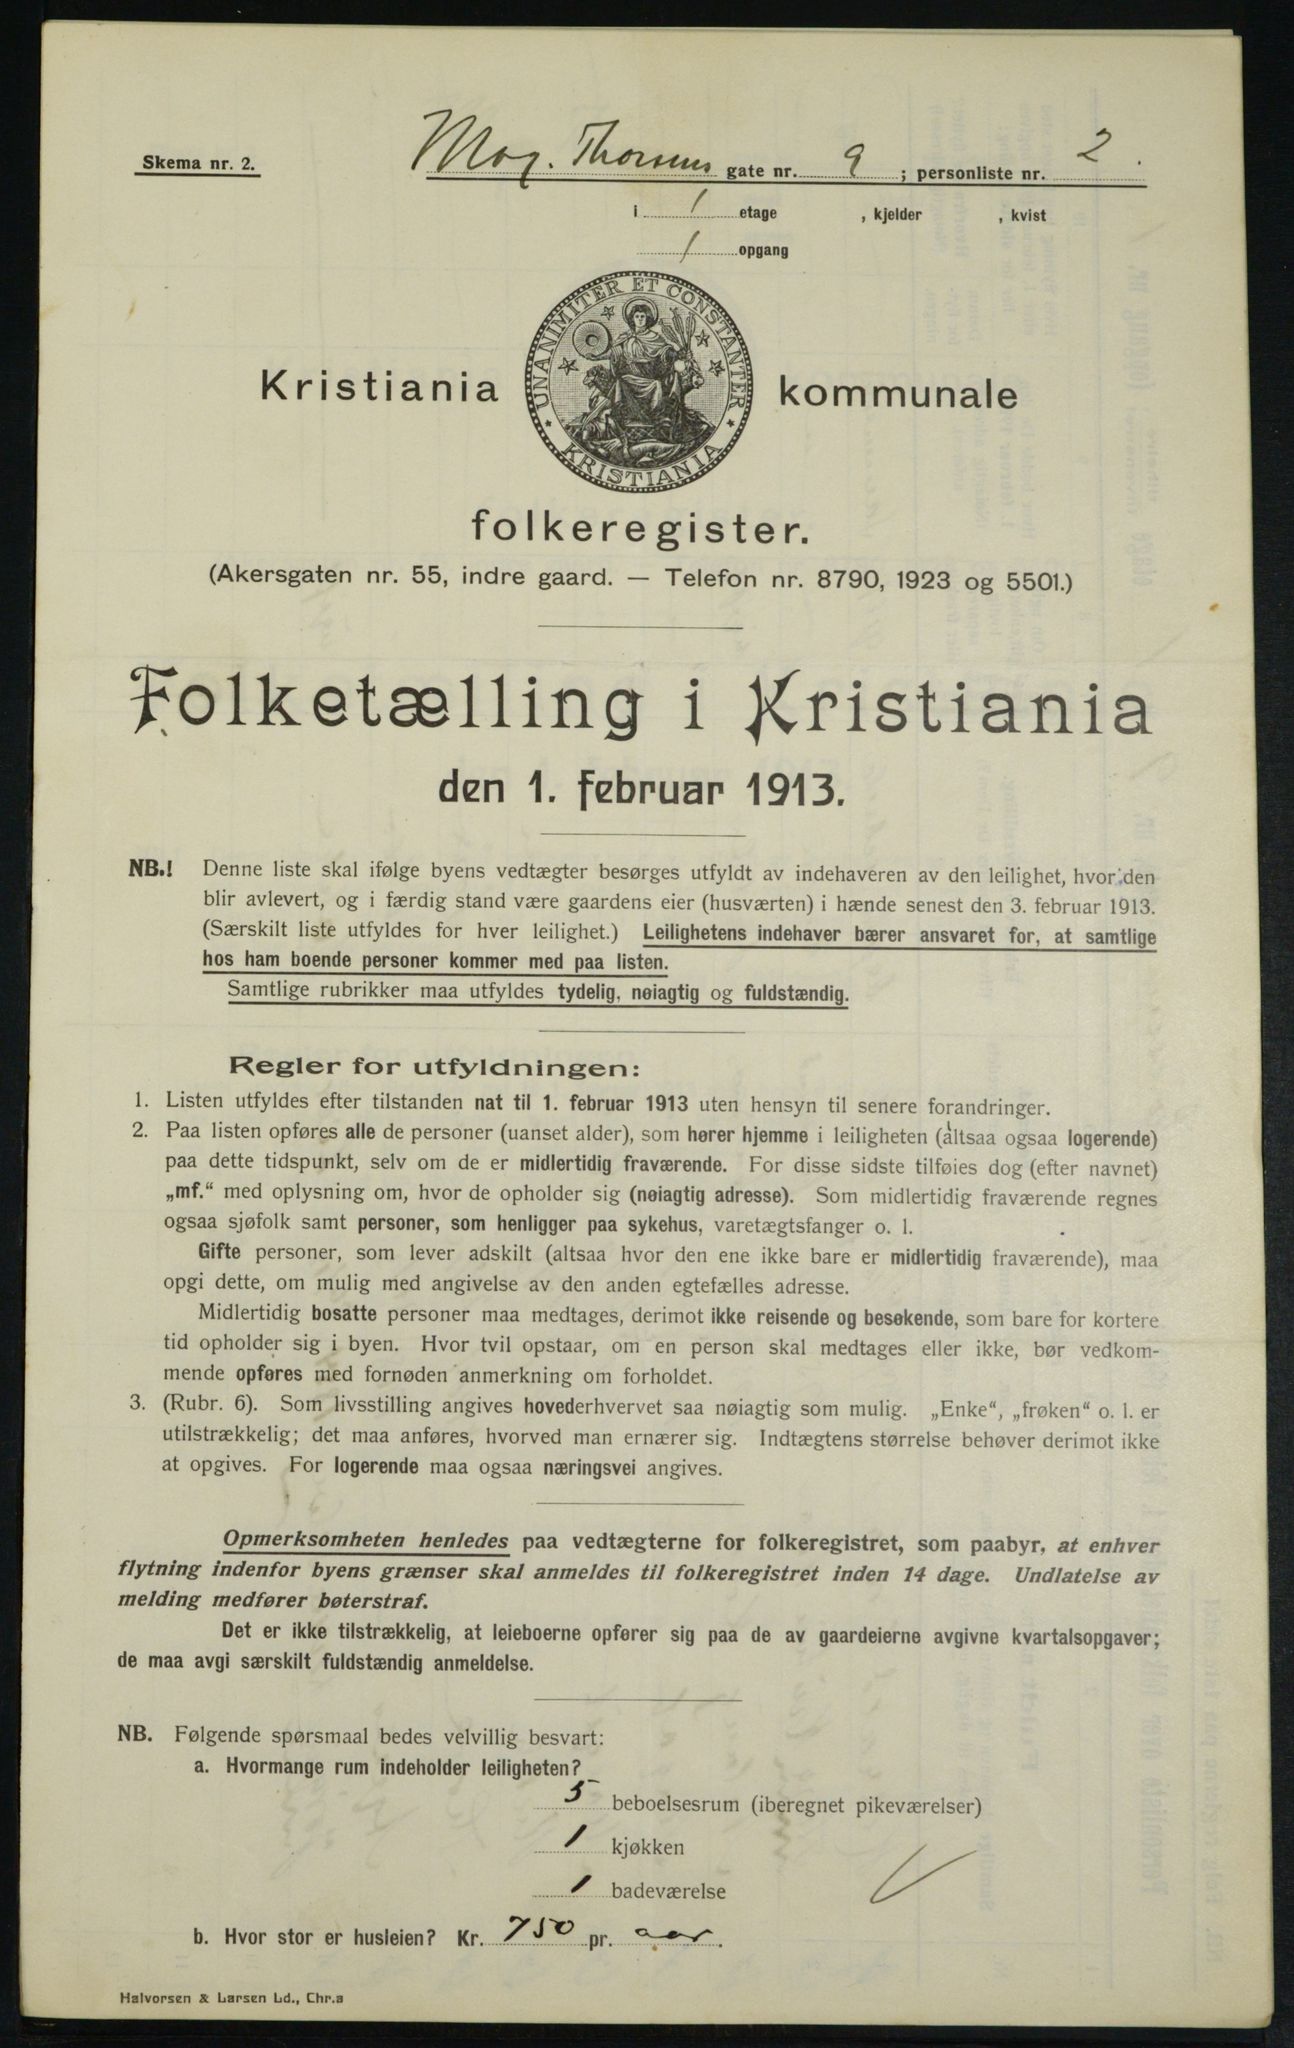 Skema nr. 2.
Mog. Thorsens gate nr. 9 ; personliste nr. 2.
i 1 etage , kjelder , kvist
1 opgang
UNANIMITER ET CONSTANTER
KRISTIANIA
Kristiania kommunale
folkeregister.
(Akersgaten nr. 55, indre gaard. — Telefon nr. 8790, 1923 og 5501.)
Folketælling i Kristiania
den 1. februar 1913.
NB.! Denne liste skal ifølge byens vedtægter besørges utfyldt av indehaveren av den leilighet, hvor den
blir avlevert, og i færdig stand være gaardens eier (husværten) i hænde senest den 3. februar 1913.
(Særskilt liste utfyldes for hver leilighet.) Leilighetens indehaver bærer ansvaret for, at samtlige
hos ham boende personer kommer med paa listen.
Samtlige rubrikker maa utfyldes tydelig, nøiagtig og fuldstændig.
Regler for utfyldningen:
1. Listen utfyldes efter tilstanden nat til 1. februar 1913 uten hensyn til senere forandringer.
2. Paa listen opføres alle de personer (uanset alder), som hører hjemme i leiligheten (altsaa ogsaa logerende)
paa dette tidspunkt, selv om de er midlertidig fraværende. For disse sidste tilføies dog (efter navnet)
„mf.“ med oplysning om, hvor de opholder sig (nøiagtig adresse). Som midlertidig fraværende regnes
ogsaa sjøfolk samt personer, som henligger paa sykehus, varetægtsfanger o. l.
Gifte personer, som lever adskilt (altsaa hvor den ene ikke bare er midlertidig fraværende), maa
opgi dette, om mulig med angivelse av den anden egtefælles adresse.
Midlertidig bosatte personer maa medtages, derimot ikke reisende og besøkende, som bare for kortere
tid opholder sig i byen. Hvor tvil opstaar, om en person skal medtages eller ikke, bør vedkom-
mende opføres med fornøden anmerkning om forholdet.
3. (Rubr. 6). Som livsstilling angives hovederhvervet saa nøiagtig som mulig. „Enke“, „frøken“ o. l. er
utilstrækkelig; det maa anføres, hvorved man ernærer sig. Indtægtens størrelse behøver derimot ikke
at opgives. For logerende maa ogsaa næringsvei angives.
Opmerksomheten henledes paa vedtægterne for folkeregistret, som paabyr, at enhver
flytning indenfor byens grænser skal anmeldes til folkeregistret inden 14 dage. Undlatelse av
melding medfører bøterstraf.
Det er ikke tilstrækkelig, at leieboerne opfører sig paa de av gaardeierne avgivne kvartalsopgaver;
de maa avgi særskilt fuldstændig anmeldelse.
NB. Følgende spørsmaal bedes velvillig besvart:
a. Hvormange rum indeholder leiligheten?
5 beboelsesrum (iberegnet pikeværelser)
1 kjøkken
1 badeværelse
b. Hvor stor er husleien? Kr. 750 pr. aar.
Halvorsen & Larsen Ld., Chr.a